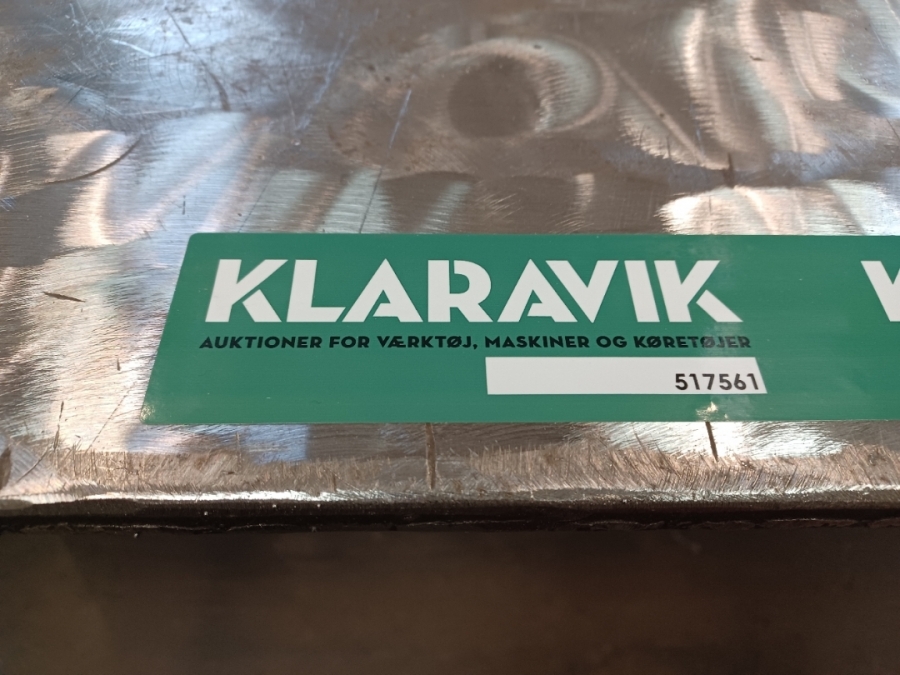 KLARAVIK
AUKTIONER FOR VÆRKTØJ, MASKINER OG KØRETØJER
517561